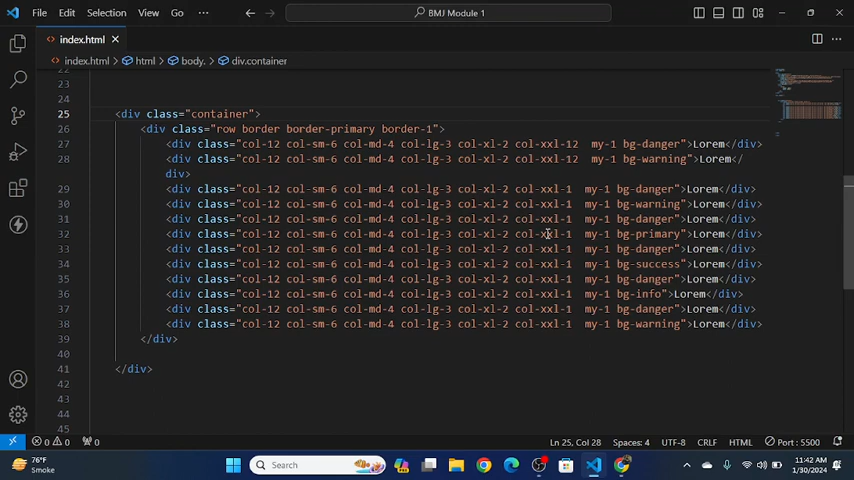 File Edit Selection View Go ··· BMJ Module 1
index.html
index.html html body. div.container
22
23
24
25 <div class="container">
26 <div class="row border border-primary border-1">
27 <div class="col-12 col-sm-6 col-md-4 col-lg-3 col-xl-2 col-xxl-12  my-1 bg-danger">Lorem</div>
28 <div class="col-12 col-sm-6 col-md-4 col-lg-3 col-xl-2 col-xxl-12  my-1 bg-warning">Lorem</
div>
29 <div class="col-12 col-sm-6 col-md-4 col-lg-3 col-xl-2 col-xxl-1  my-1 bg-danger">Lorem</div>
30 <div class="col-12 col-sm-6 col-md-4 col-lg-3 col-xl-2 col-xxl-1  my-1 bg-warning">Lorem</div>
31 <div class="col-12 col-sm-6 col-md-4 col-lg-3 col-xl-2 col-xxl-1  my-1 bg-danger">Lorem</div>
32 <div class="col-12 col-sm-6 col-md-4 col-lg-3 col-xl-2 col-xxl-1  my-1 bg-primary">Lorem</div>
33 <div class="col-12 col-sm-6 col-md-4 col-lg-3 col-xl-2 col-xxl-1  my-1 bg-danger">Lorem</div>
34 <div class="col-12 col-sm-6 col-md-4 col-lg-3 col-xl-2 col-xxl-1  my-1 bg-success">Lorem</div>
35 <div class="col-12 col-sm-6 col-md-4 col-lg-3 col-xl-2 col-xxl-1  my-1 bg-danger">Lorem</div>
36 <div class="col-12 col-sm-6 col-md-4 col-lg-3 col-xl-2 col-xxl-1  my-1 bg-info">Lorem</div>
37 <div class="col-12 col-sm-6 col-md-4 col-lg-3 col-xl-2 col-xxl-1  my-1 bg-danger">Lorem</div>
38 <div class="col-12 col-sm-6 col-md-4 col-lg-3 col-xl-2 col-xxl-1  my-1 bg-warning">Lorem</div>
39 </div>
40
41 </div>
42
43
44
45
0 0 0 Ln 25, Col 28 Spaces: 4 UTF-8 CRLF HTML Port : 5500
76°F Search 11:42 AM
Smoke 1/30/2024